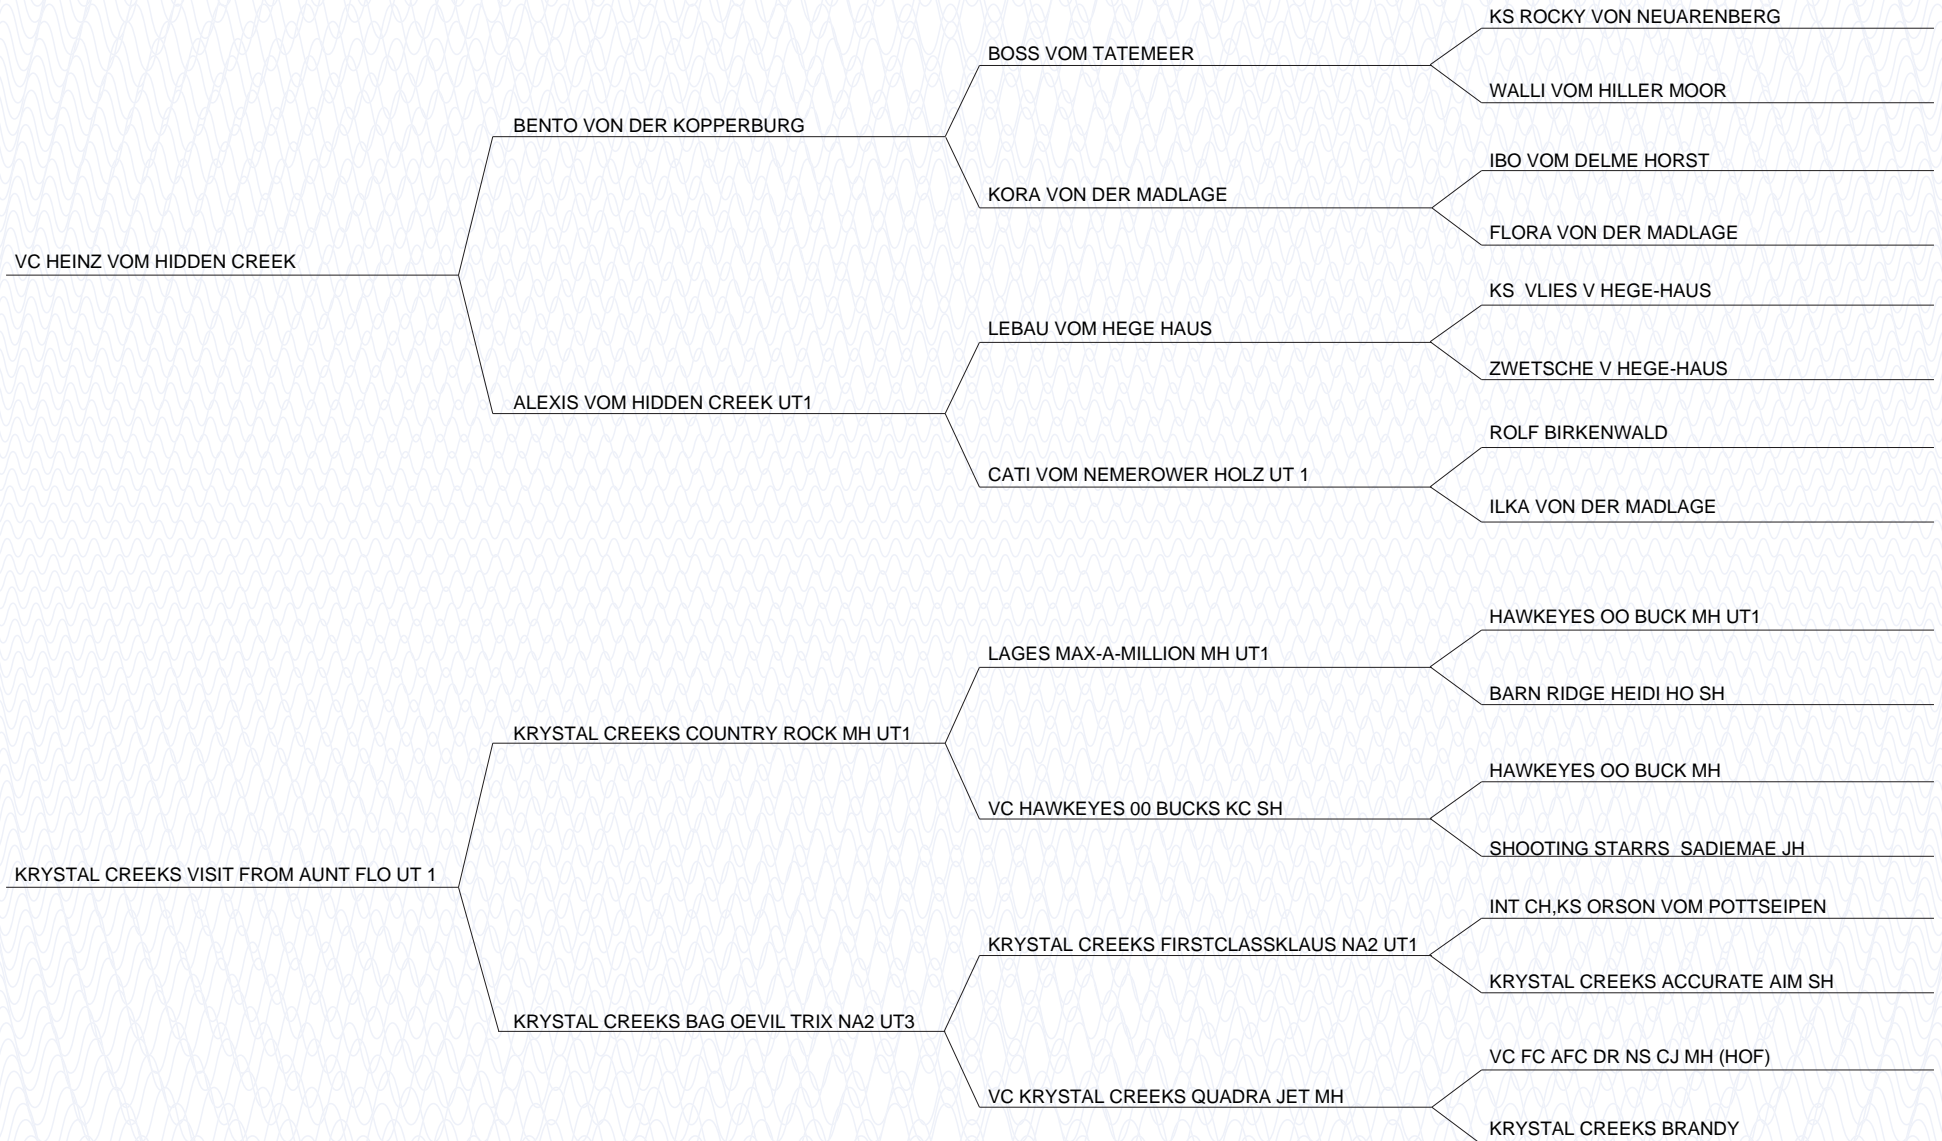 VC HEINZ VOM HIDDEN CREEK
BENTO VON DER KOPPERBURG
BOSS VOM TATEMEER
KS ROCKY VON NEUARENBERG
WALLI VOM HILLER MOOR
KORA VON DER MADLAGE
IBO VOM DELME HORST
FLORA VON DER MADLAGE
ALEXIS VOM HIDDEN CREEK UT1
LEBAU VOM HEGE HAUS
KS  VLIES V HEGE-HAUS
ZWETSCHE V HEGE-HAUS
CATI VOM NEMEROWER HOLZ UT 1
ROLF BIRKENWALD
ILKA VON DER MADLAGE
KRYSTAL CREEKS VISIT FROM AUNT FLO UT 1
KRYSTAL CREEKS COUNTRY ROCK MH UT1
LAGES MAX-A-MILLION MH UT1
HAWKEYES OO BUCK MH UT1
BARN RIDGE HEIDI HO SH
VC HAWKEYES 00 BUCKS KC SH
HAWKEYES OO BUCK MH
SHOOTING STARRS  SADIEMAE JH
KRYSTAL CREEKS BAG OEVIL TRIX NA2 UT3
KRYSTAL CREEKS FIRSTCLASSKLAUS NA2 UT1
INT CH,KS ORSON VOM POTTSEIPEN
KRYSTAL CREEKS ACCURATE AIM SH
VC KRYSTAL CREEKS QUADRA JET MH
VC FC AFC DR NS CJ MH (HOF)
KRYSTAL CREEKS BRANDY